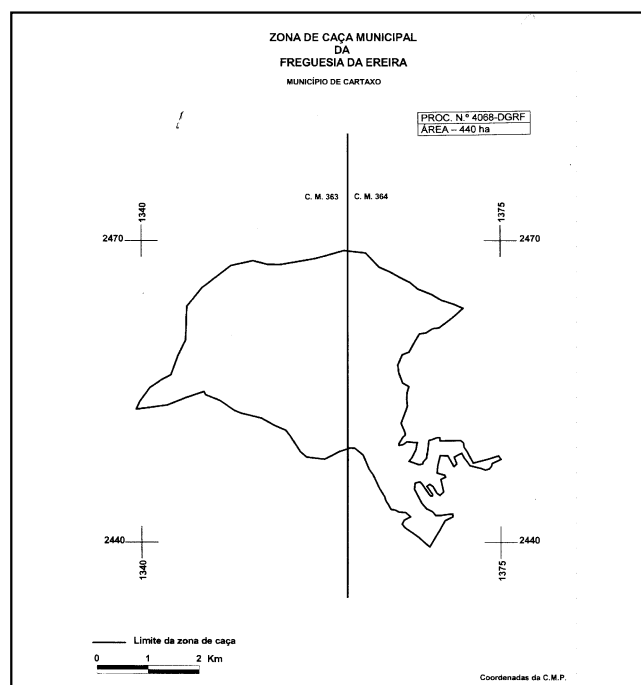 ZONA DE CAÇA MUNICIPAL
DA
FREGUESIA DA EREIRA
MUNICÍPIO DE CARTAXO
PROC. N.º 4068-DGRF
ÁREA – 440 ha
C. M. 363
C. M. 364
1340
1375
2470
2470
2440
2440
1340
1375
Limite da zona de caça
0 1 2 Km
Coordenadas da C.M.P.